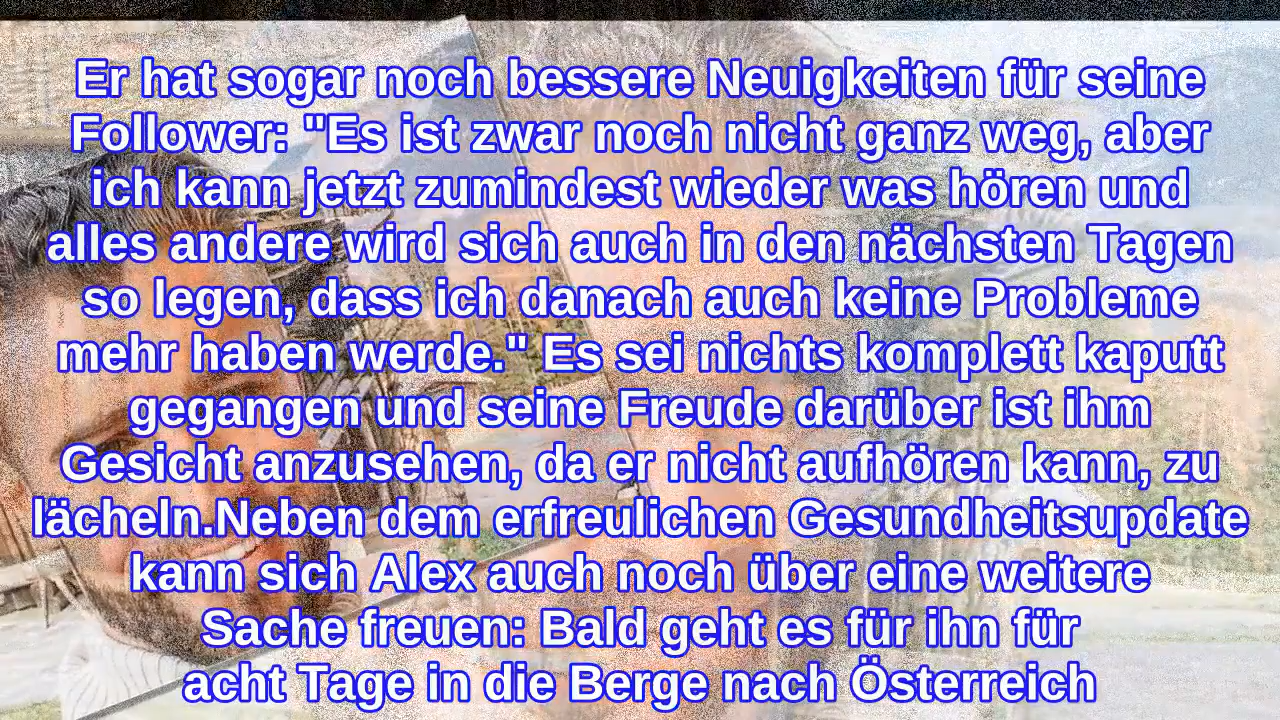 Er hat sogar noch bessere Neuigkeiten für seine
Follower: "Es ist zwar noch nicht ganz weg, aber
ich kann jetzt zumindest wieder was hören und
alles andere wird sich auch in den nächsten Tagen
so legen, dass ich danach auch keine Probleme
mehr haben werde." Es sei nichts komplett kaputt
gegangen und seine Freude darüber ist ihm
Gesicht anzusehen, da er nicht aufhören kann, zu
lächeln.Neben dem erfreulichen Gesundheitsupdate
kann sich Alex auch noch über eine weitere
Sache freuen: Bald geht es für ihn für
acht Tage in die Berge nach Österreich